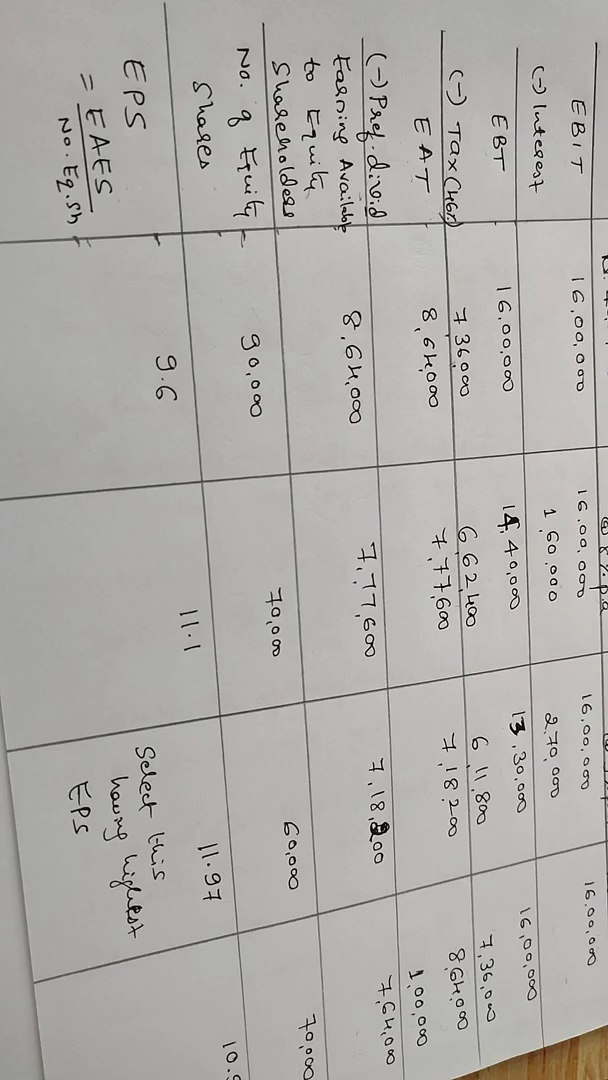 @ 8 % p.a
EBIT 16,00,000 16,00,000 16,00,000 16,00,000
(-) Interest 1,60,000 2,70,000
EBT 16,00,000 14,40,000 13,30,000 16,00,000
(-) Tax (46%) 7 36,000 6,62,400 6 11,800 7,36,000
EAT 8,64,000 7,77,600 7,18,200 8,64,000
(-) Pref. divid 1,00,000
Earning Available
to Equity
Shareholders 8,64,000 7,77,600 7,18,200 7,64,000
No. of Equity
Shares 90,000 70,000 60,000 70,000
EPS
= EAES
No. Eq. Sh 9.6 11.1 11.97
Select this
having highest
EPS